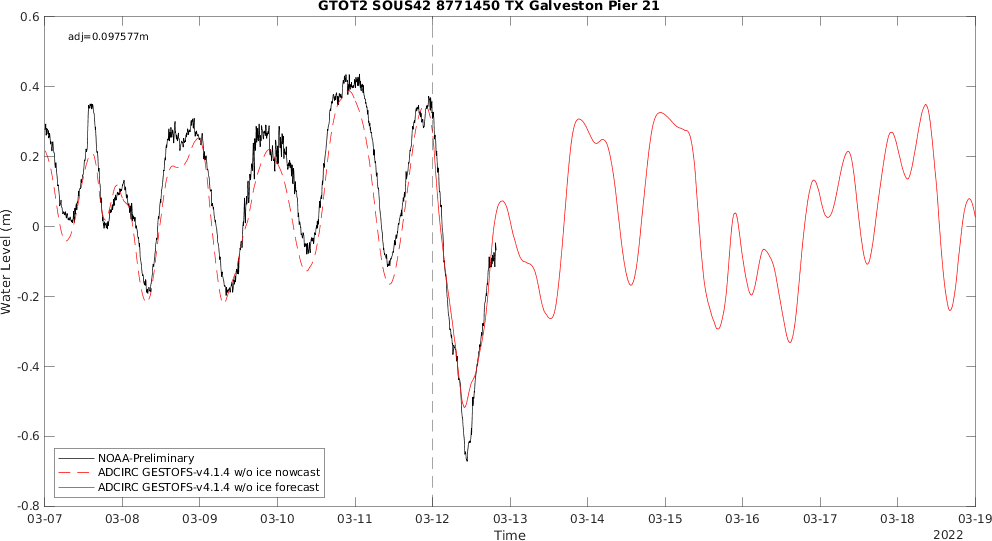 GTOT2 SOUS42 8771450 TX Galveston Pier 21
adj=0.097577m
0.6
0.4
0.2
0
-0.2
-0.4
-0.6
-0.8
Water Level (m)
NOAA-Preliminary
ADCIRC GESTOFS-v4.1.4 w/o ice nowcast
ADCIRC GESTOFS-v4.1.4 w/o ice forecast
03-07 03-08 03-09 03-10 03-11 03-12 03-13 03-14 03-15 03-16 03-17 03-18 03-19
Time
2022